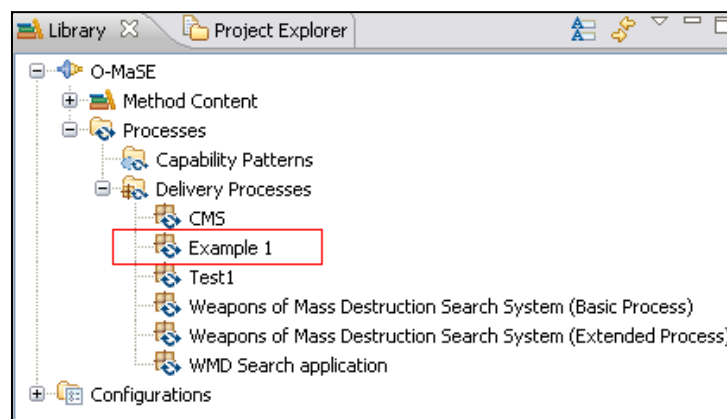 Library Project Explorer
O-MaSE
Method Content
Processes
Capability Patterns
Delivery Processes
CMS
Example 1
Test1
Weapons of Mass Destruction Search System (Basic Process)
Weapons of Mass Destruction Search System (Extended Process)
WMD Search application
Configurations